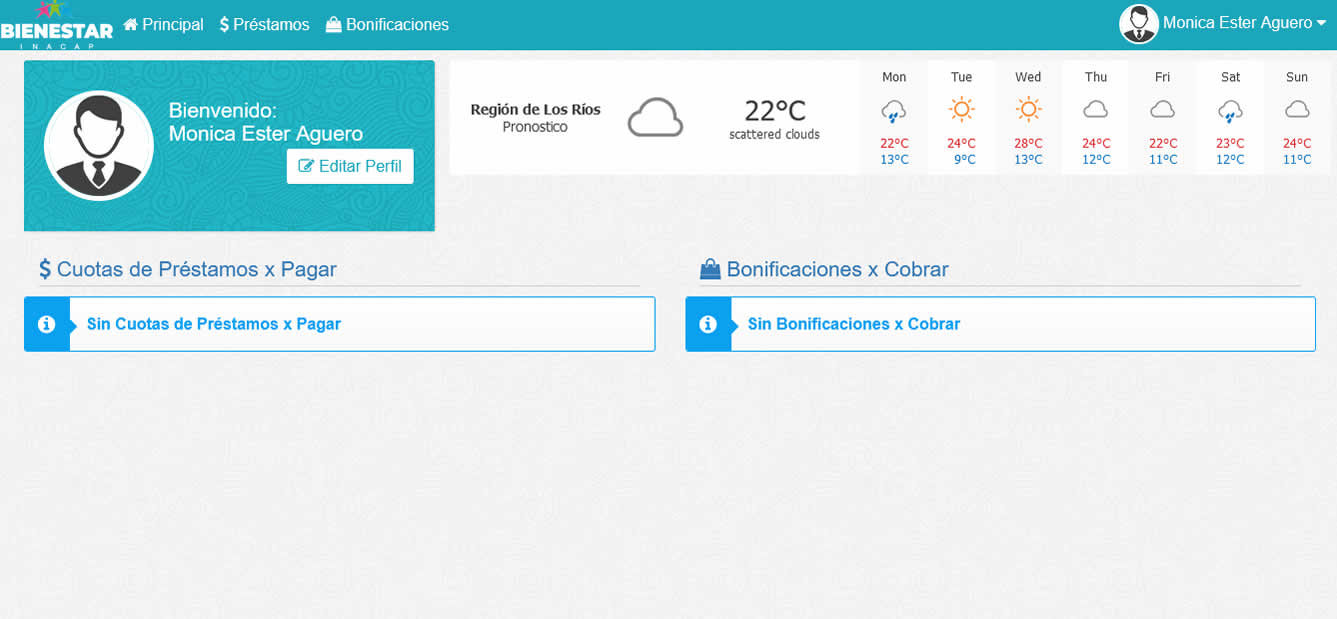 BIENESTAR
INACAP
Principal
Préstamos
Bonificaciones
Monica Ester Aguero
Bienvenido:
Monica Ester Aguero
Editar Perfil
Región de Los Ríos
Pronostico
22°C
scattered clouds
Mon Tue Wed Thu Fri Sat Sun
22°C 24°C 28°C 24°C 22°C 23°C 24°C
13°C 9°C 13°C 12°C 11°C 12°C 11°C
$ Cuotas de Préstamos x Pagar
Sin Cuotas de Préstamos x Pagar
Bonificaciones x Cobrar
Sin Bonificaciones x Cobrar